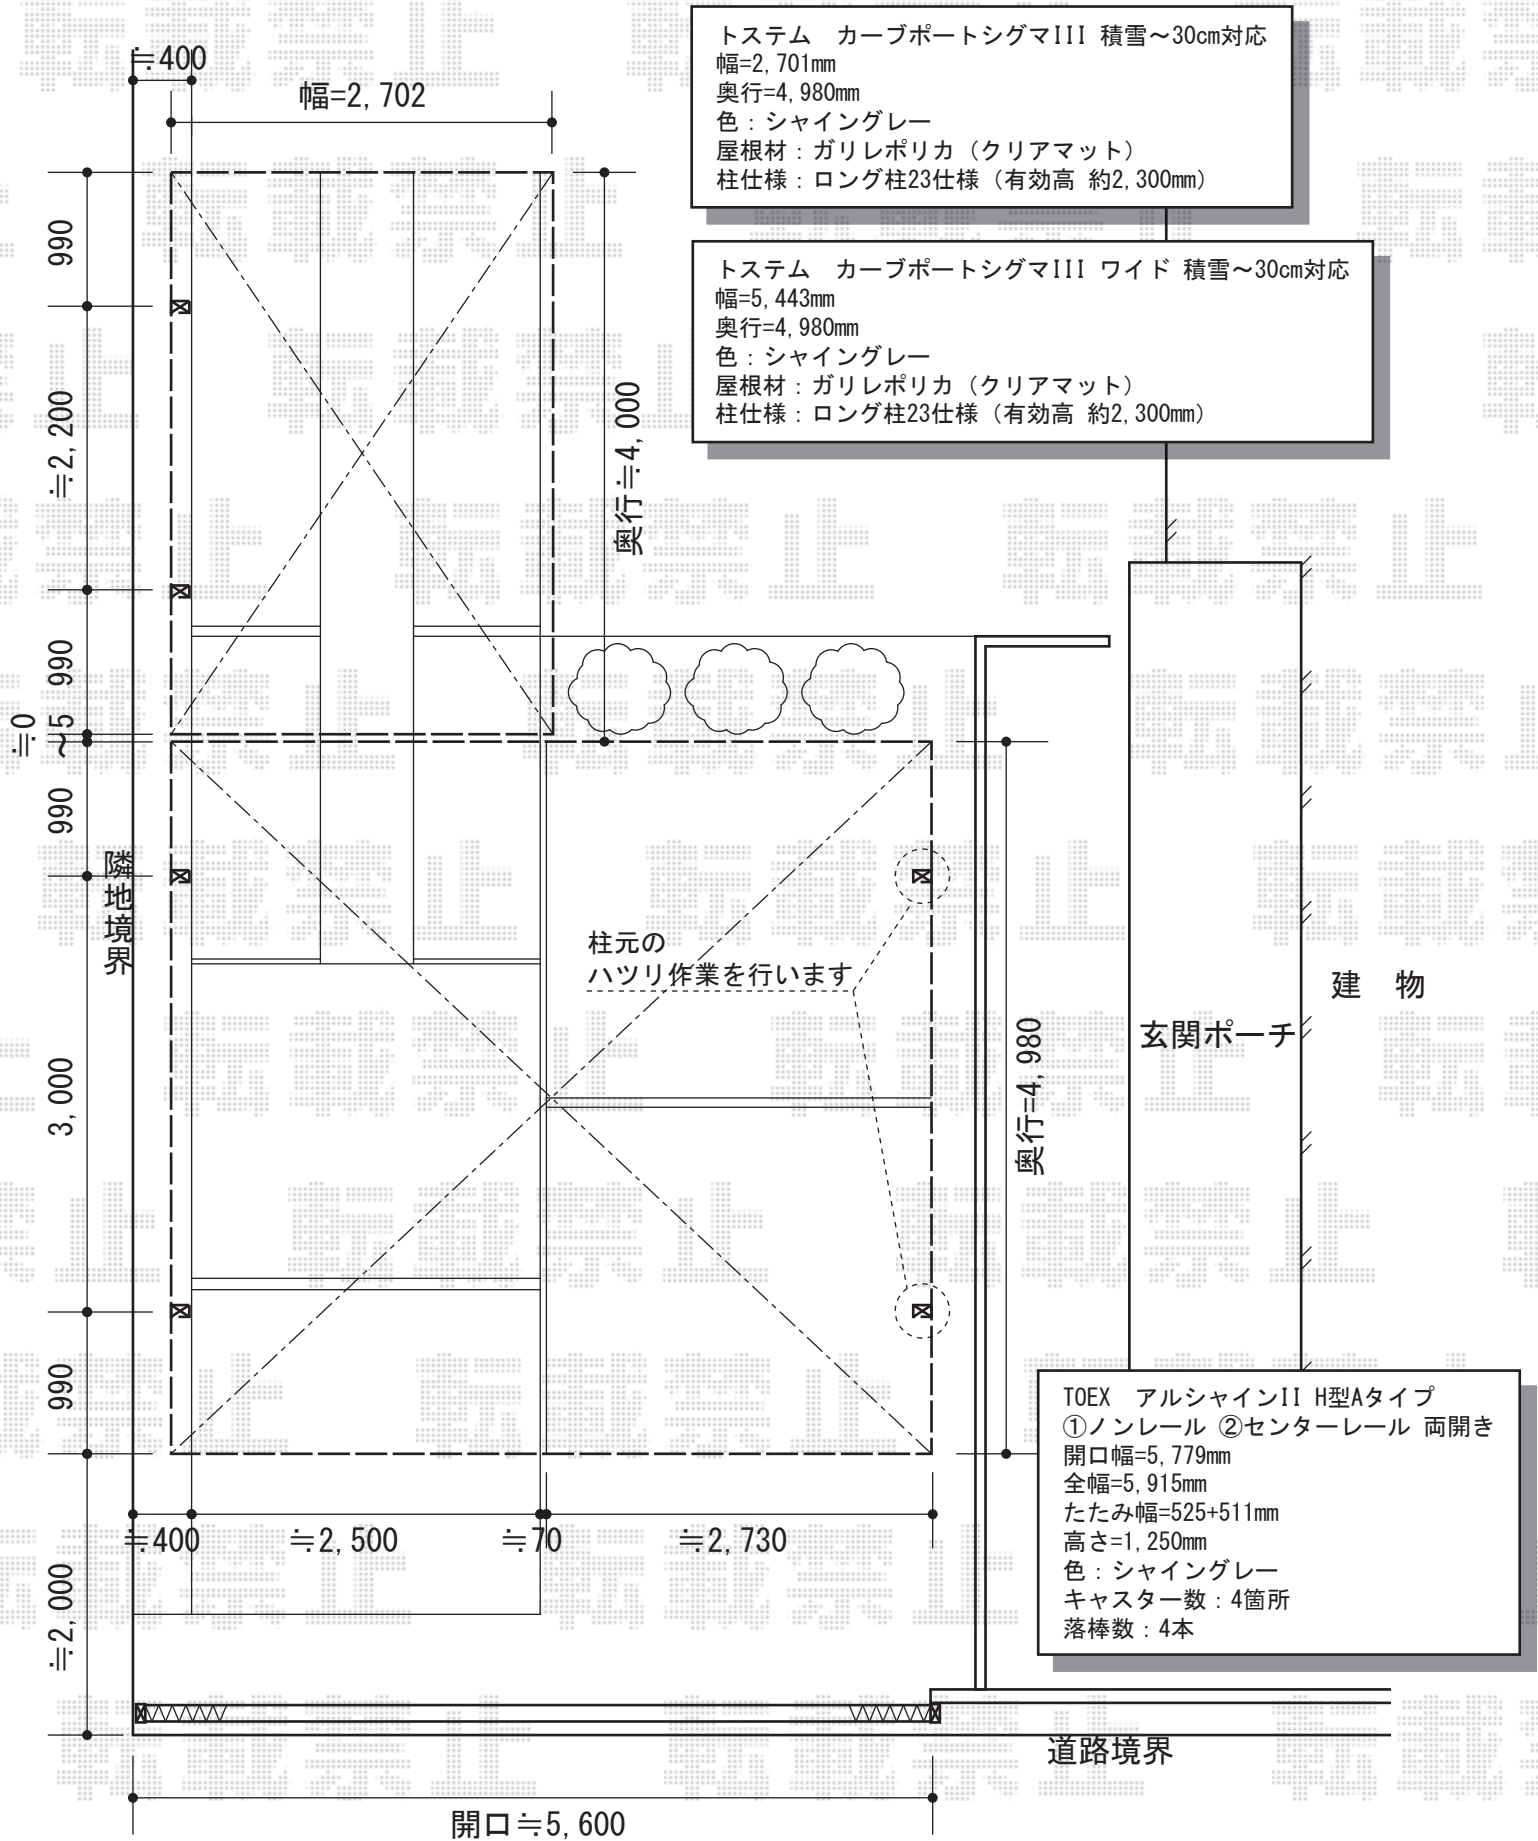 トステム カーブポートシグマIII 積雪～30cm対応
幅=2,701mm
奥行=4,980mm
色：シャイングレー
屋根材：ガリレポリカ（クリアマット）
柱仕様：ロング柱23仕様（有効高 約2,300mm）
トステム カーブポートシグマIII ワイド 積雪～30cm対応
幅=5,443mm
奥行=4,980mm
色：シャイングレー
屋根材：ガリレポリカ（クリアマット）
柱仕様：ロング柱23仕様（有効高 約2,300mm）
≒400
幅=2,702
990
≒2,200
990
≒0～5
990
3,000
990
≒2,000
奥行≒4,000
隣地境界
柱元の
ハツリ作業を行います
奥行=4,980
玄関ポーチ
建 物
TOEX アルシャインII H型Aタイプ
①ノンレール ②センターレール 両開き
開口幅=5,779mm
全幅=5,915mm
たたみ幅=525+511mm
高さ=1,250mm
色：シャイングレー
キャスター数：4箇所
落棒数：4本
≒400
≒2,500
≒70
≒2,730
道路境界
開口≒5,600
転載禁止